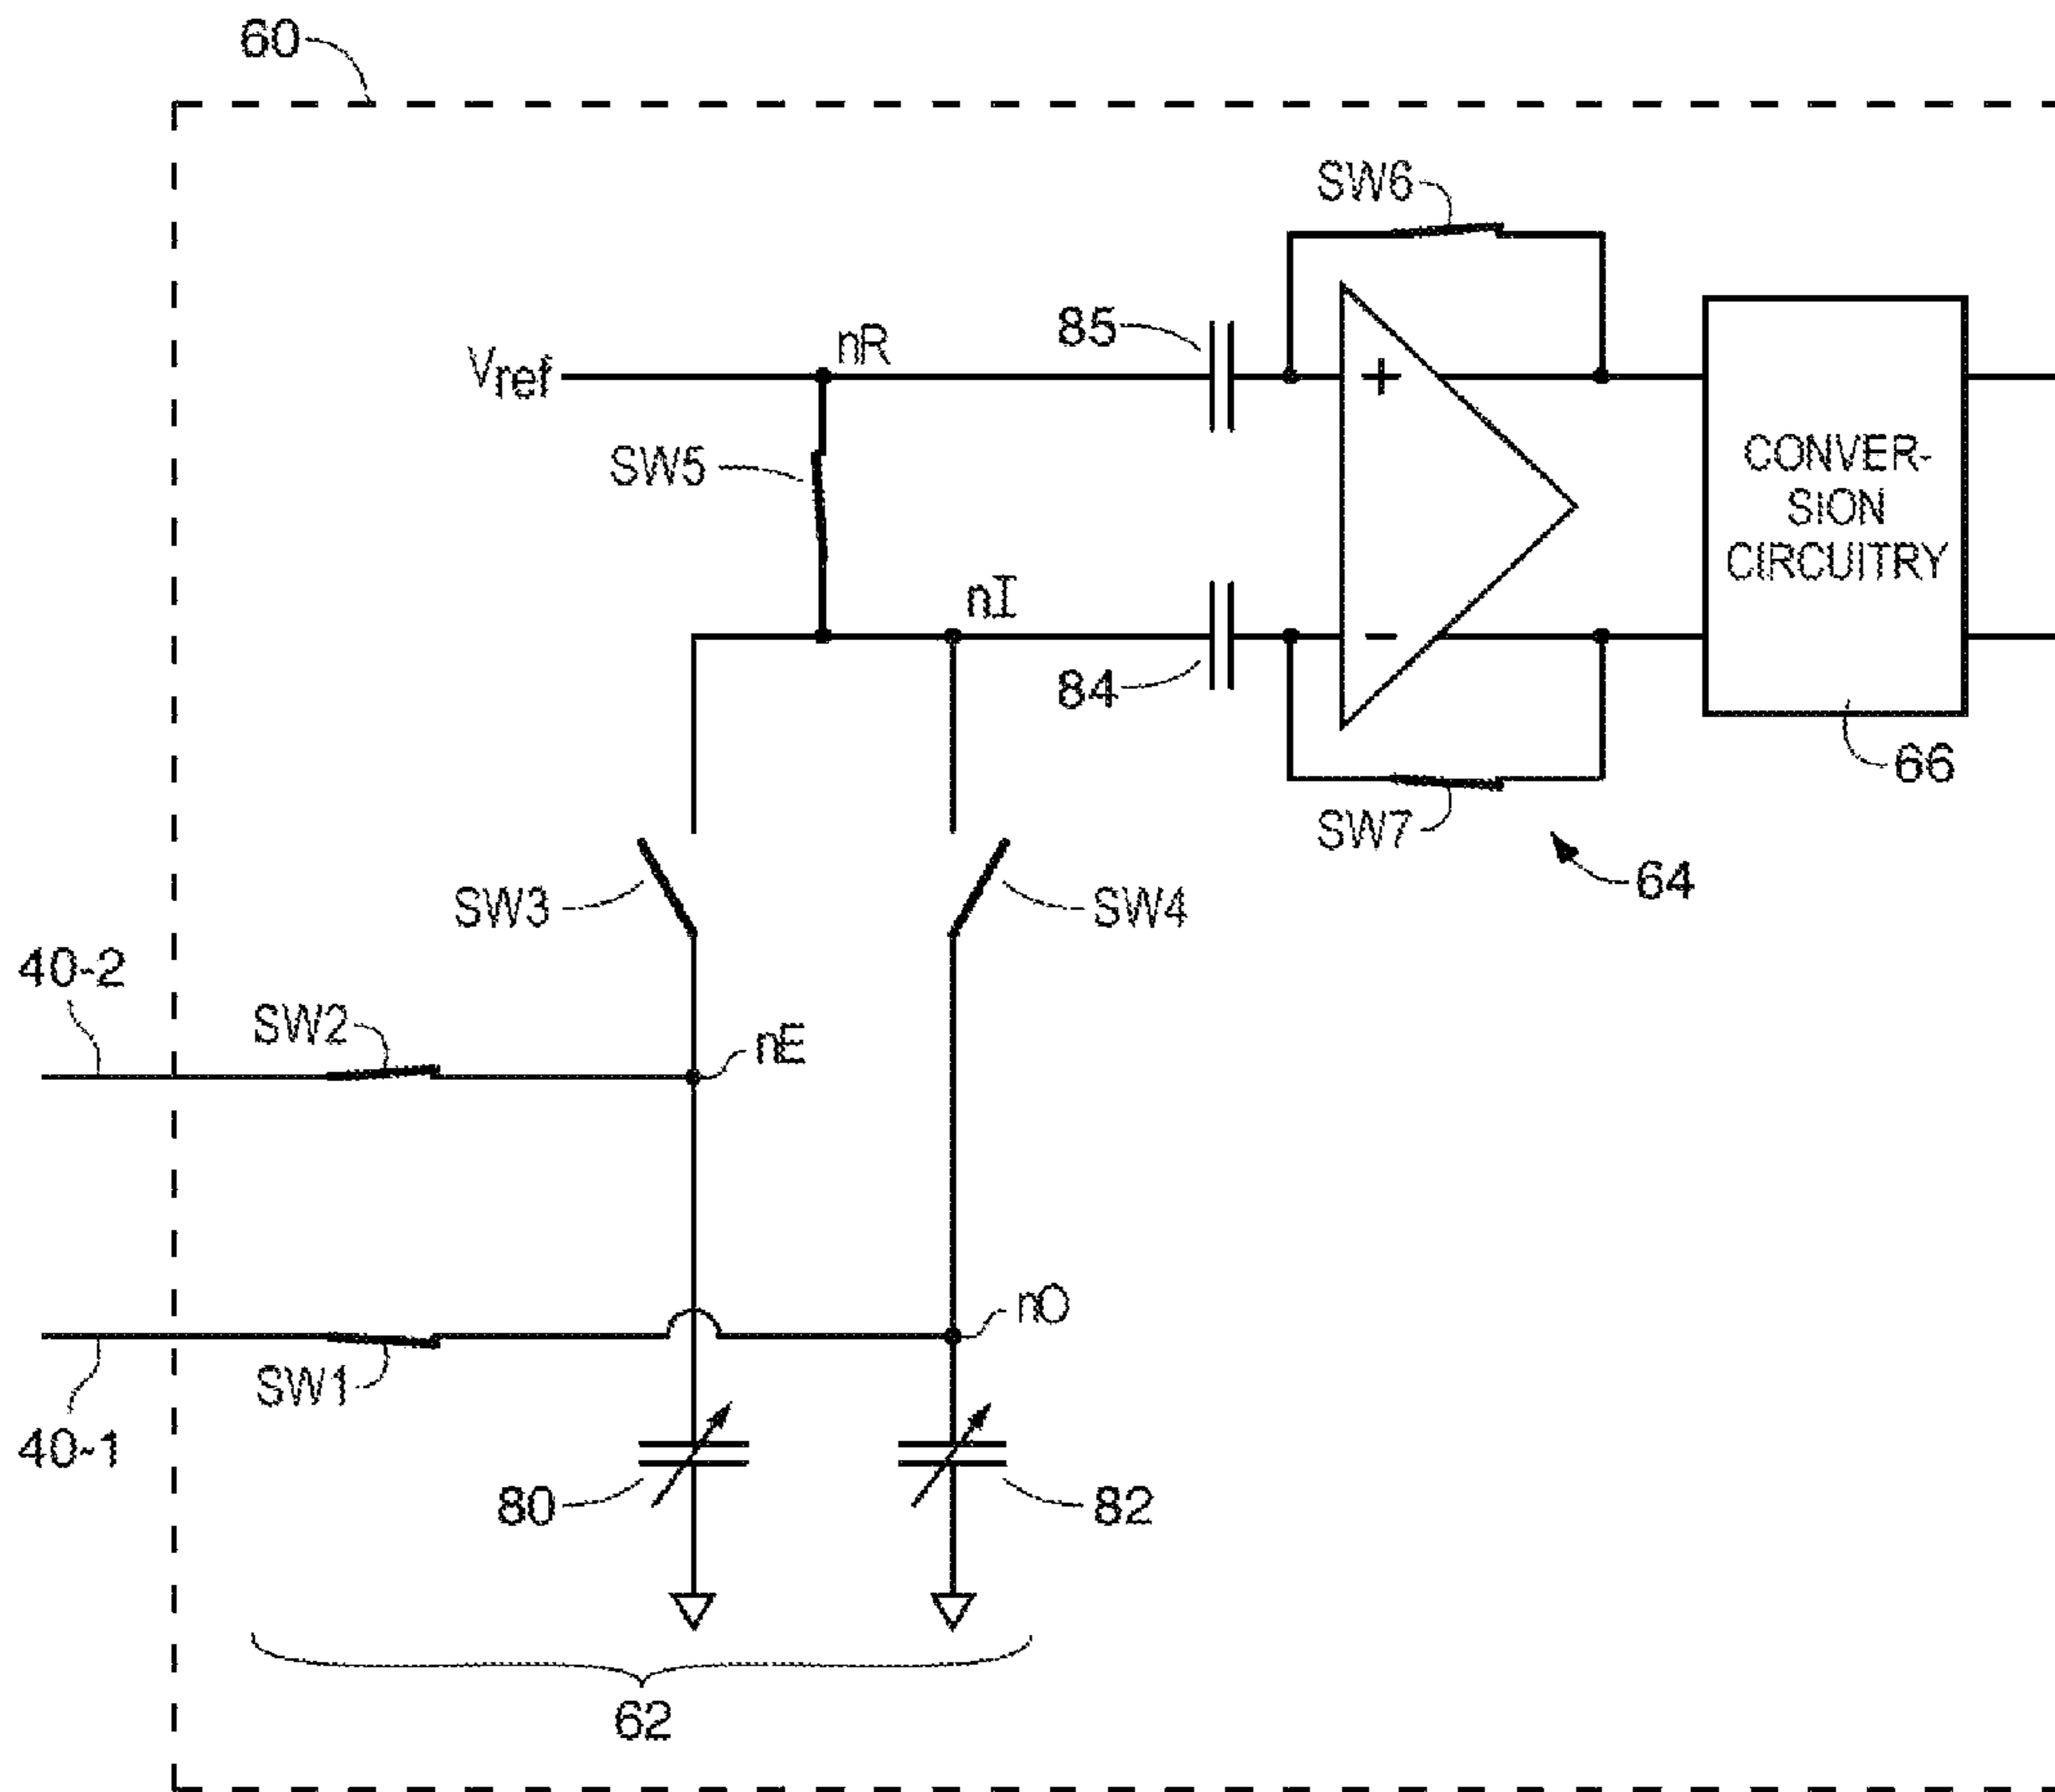 60
SW6
85
nR
Vref
SW5
CONVER-
SION
CIRCUITRY
nI
84
66
SW7
64
SW3
SW4
40-2
SW2
nE
nO
SW1
40-1
80
82
62
+
-